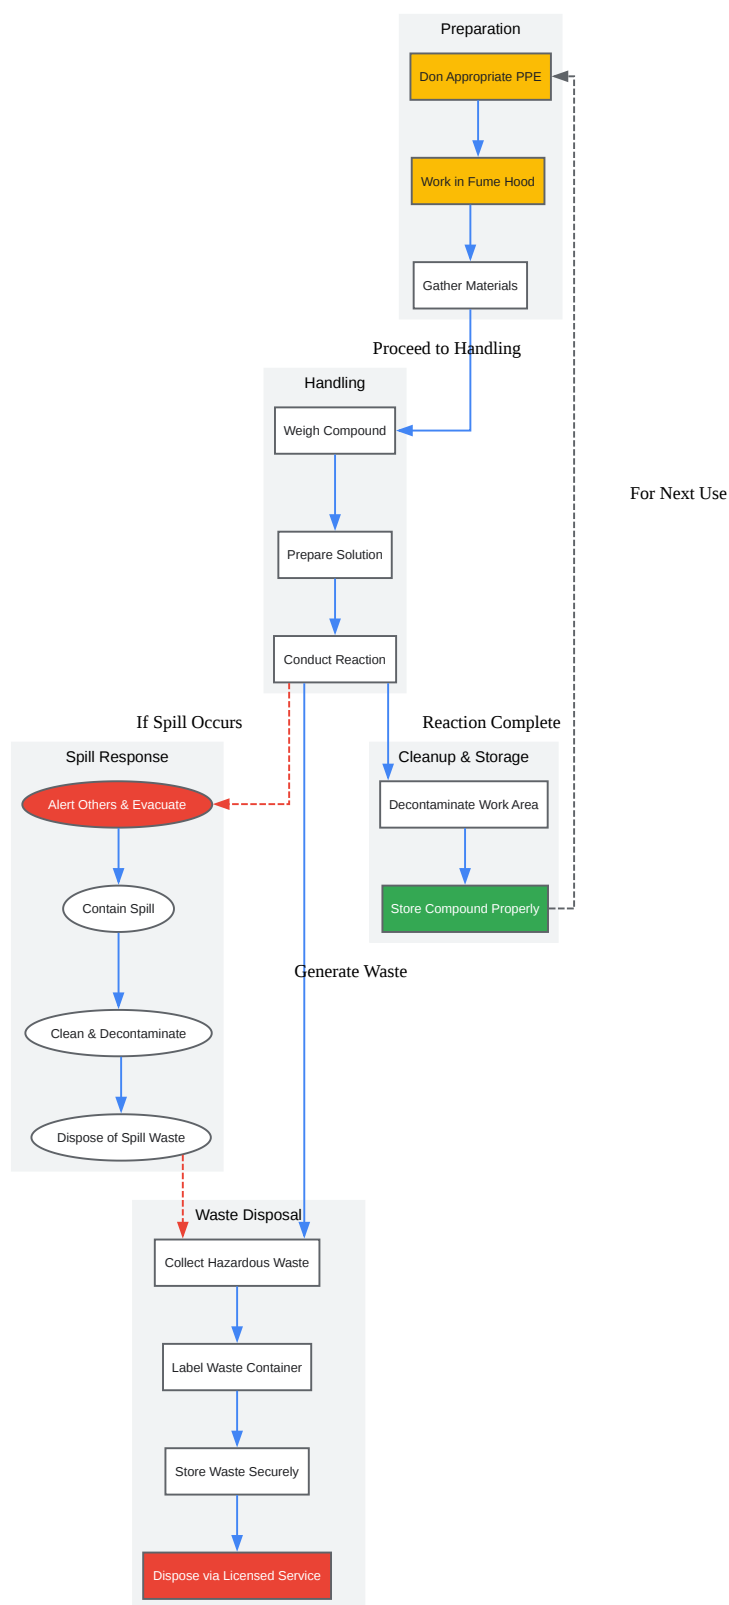 Preparation
Don Appropriate PPE
Work in Fume Hood
Gather Materials
Proceed to Handling
Handling
Weigh Compound
For Next Use
Prepare Solution
Conduct Reaction
If Spill Occurs
Reaction Complete
Spill Response
Cleanup & Storage
Alert Others & Evacuate
Decontaminate Work Area
Contain Spill
Store Compound Properly
Generate Waste
Clean & Decontaminate
Dispose of Spill Waste
Waste Disposal
Collect Hazardous Waste
Label Waste Container
Store Waste Securely
Dispose via Licensed Service